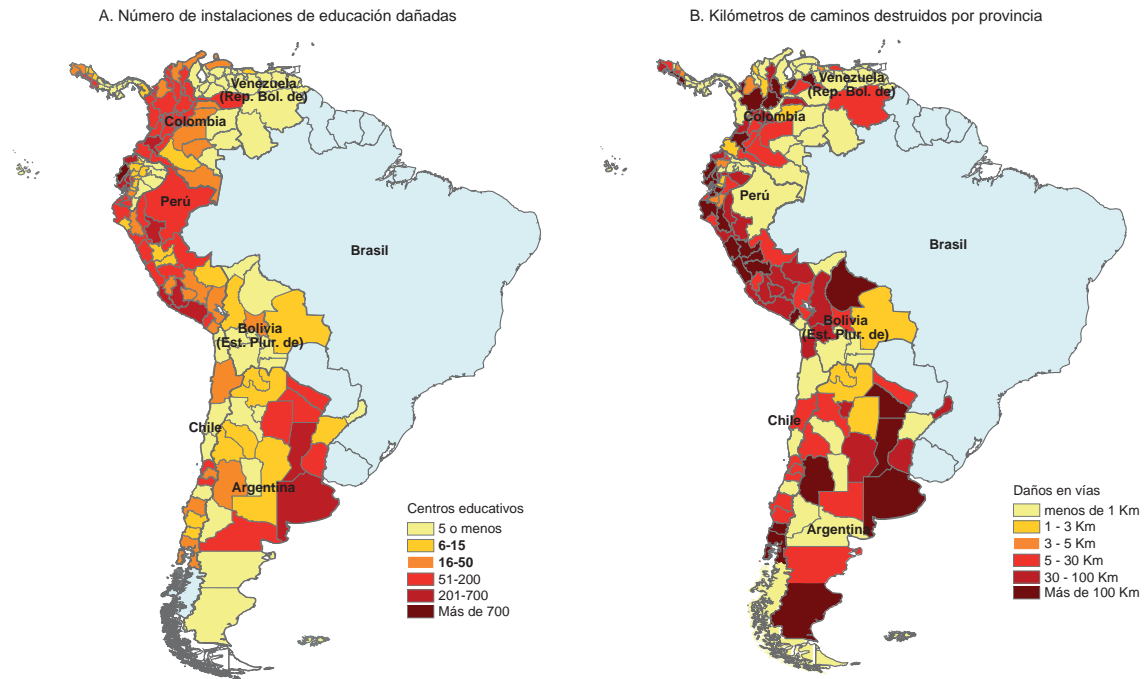 A. Número de instalaciones de educación dañadas
Venezuela
(Rep. Bol. de)
Colombia
Perú
Brasil
Bolivia
(Est. Plur. de)
Chile
Argentina
Centros educativos
5 o menos
6-15
16-50
51-200
201-700
Más de 700
B. Kilómetros de caminos destruidos por provincia
Venezuela
(Rep. Bol. de)
Colombia
Perú
Brasil
Bolivia
(Est. Plur. de)
Chile
Argentina
Daños en vías
menos de 1 Km
1 - 3 Km
3 - 5 Km
5 - 30 Km
30 - 100 Km
Más de 100 Km